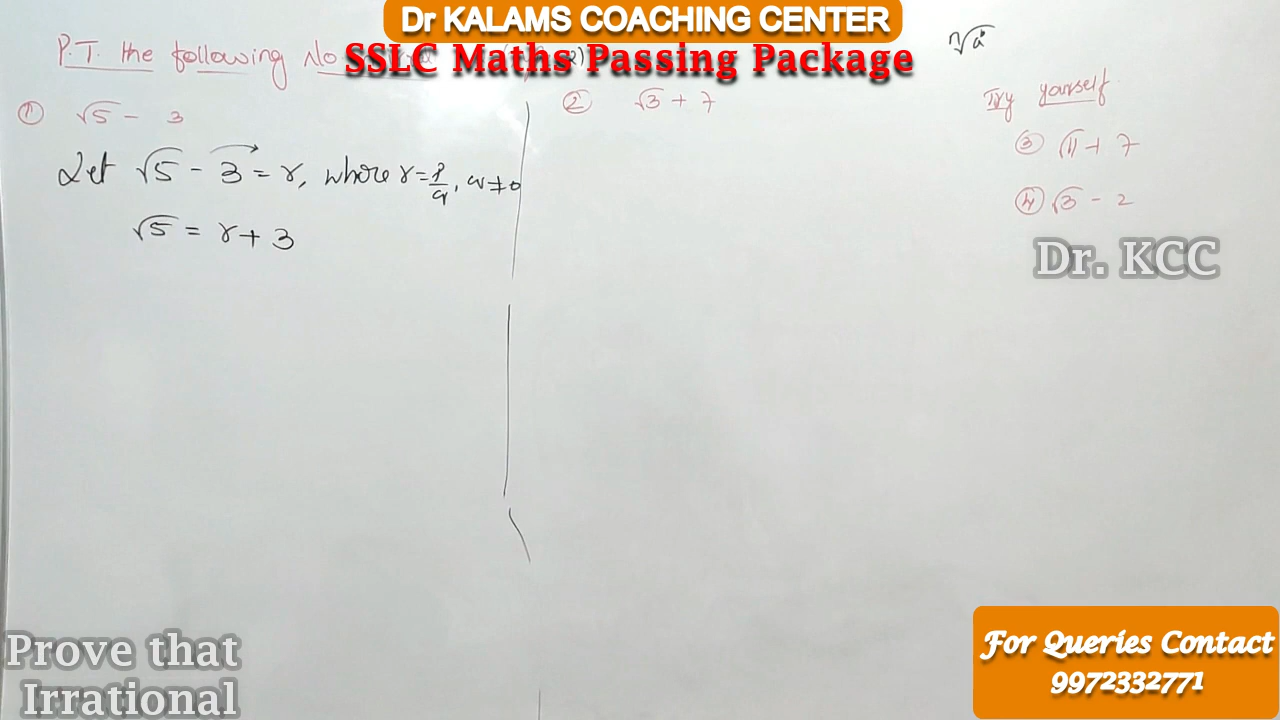 Dr KALAMS COACHING CENTER
SSLC Maths Passing Package
P.T. the following No
2)
ⁿ√a
① √5 - 3
Let √5 - 3 = r, where r = p/q, q ≠ 0
√5 = r + 3
② √3 + 7
Try yourself
③ √11 + 7
④ √3 - 2
Dr. KCC
Prove that
Irrational
For Queries Contact
9972332771